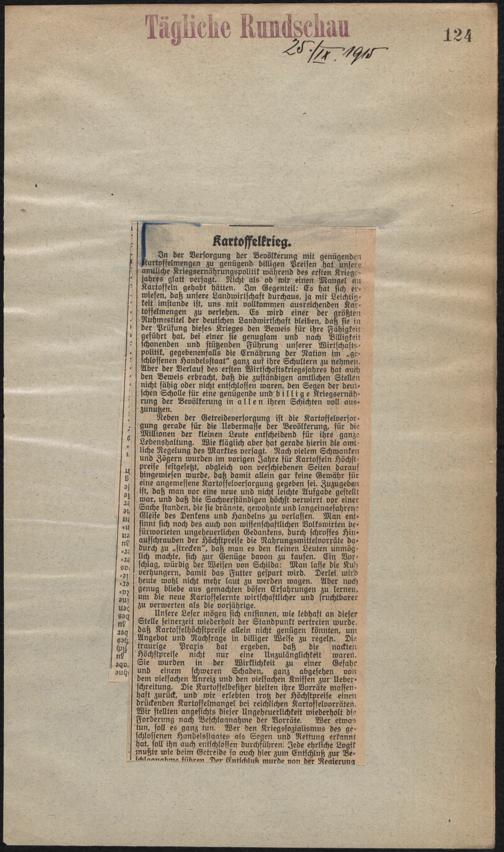 Tägliche Rundschau
25./IX. 1915
124
Kartoffelkrieg.
In der Versorgung der Bevölkerung mit genügenden
Kartoffelmengen zu genügend billigen Preisen hat unsere
amtliche Kriegsernährungspolitik während des ersten Kriegs-
jahres glatt versagt. Nicht als ob wir einen Mangel an
Kartoffeln gehabt hätten. Im Gegenteil: Es hat sich er-
wiesen, daß unsere Landwirtschaft durchaus, ja mit Leichtig-
keit imstande ist, uns mit vollkommen ausreichenden Kar-
toffelmengen zu versehen. Es wird einer der größten
Ruhmestitel der deutschen Landwirtschaft bleiben, daß sie in
der Prüfung dieses Krieges den Beweis für ihre Fähigkeit
geführt hat, bei einer sie genugsam und nach Billigkeit
schonenden und stützenden Führung unserer Wirtschafts-
politik, gegebenenfalls die Ernährung der Nation im „ge-
schlossenen Handelsstaat“ ganz auf ihre Schultern zu nehmen.
Aber der Verlauf des ersten Wirtschaftskriegsjahres hat auch
den Beweis erbracht, daß die zuständigen amtlichen Stellen
nicht fähig oder nicht entschlossen waren, den Segen der deut-
schen Scholle für eine genügende und billige Kriegsernäh-
rung der Bevölkerung in allen ihren Schichten voll aus-
zunutzen.
Neben der Getreideversorgung ist die Kartoffelversor-
gung gerade für die Uebermasse der Bevölkerung, für die
Millionen der kleinen Leute entscheidend für ihre ganze
Lebenshaltung. Wie kläglich aber hat gerade hierin die amt-
liche Regelung des Marktes versagt. Nach vielem Schwanken
und Zögern wurden im vorigen Jahre für Kartoffeln Höchst-
preise festgesetzt, obgleich von verschiedenen Seiten darauf
hingewiesen wurde, daß damit allein gar keine Gewähr für
eine angemessene Kartoffelversorgung gegeben sei. Zuzugeben
ist, daß man vor eine neue und nicht leichte Aufgabe gestellt
war, und daß die Sachverständigen höchst verwirrt vor einer
Sache standen, die sie drängte, gewohnte und langeingefahrene
Gleise des Denkens und Handelns zu verlassen. Man ent-
sinnt sich noch des auch von wissenschaftlichen Volkswirten be-
fürworteten ungeheuerlichen Gedankens, durch schroffes Hin-
aufschrauben der Höchstpreise die Nahrungsmittelvorräte da-
durch zu „strecken“, daß man es den kleinen Leuten unmög-
lich machte, sich zur Genüge davon zu kaufen. Ein Vor-
schlag, würdig der Weisen von Schilda: Man lasse die Kuh
verhungern, damit das Futter gespart wird. Derlei wird
heute wohl nicht mehr laut zu werden wagen. Aber noch
genug bliebe aus gemachten bösen Erfahrungen zu lernen,
um die neue Kartoffelernte wirtschaftlicher und fruchtbarer
zu verwerten als die vorjährige.
Unsere Leser mögen sich entsinnen, wie lebhaft an dieser
Stelle seinerzeit wiederholt der Standpunkt vertreten wurde,
daß Kartoffelhöchstpreise allein nicht genügen könnten, um
Angebot und Nachfrage in billiger Weise zu regeln. Die
traurige Praxis hat ergeben, daß die nackten
Höchstpreise nicht nur eine Unzulänglichkeit waren.
Sie wurden in der Wirklichkeit zu einer Gefahr
und einem schweren Schaden, ganz abgesehen von
dem vielfachen Anreiz und den vielfachen Kniffen zur Ueber-
schreitung. Die Kartoffelbesitzer hielten ihre Vorräte massen-
haft zurück, und wir erlebten trotz der Höchstpreise einen
drückenden Kartoffelmangel bei reichlichen Kartoffelvorräten.
Wir stellten angesichts dieser Ungeheuerlichkeit wiederholt die
Forderung nach Beschlagnahme der Vorräte. Wer etwas
tun, soll es ganz tun. Wer den Kriegssozialismus des ge-
schlossenen Handelsstaates als Segen und Rettung erkannt
hat, soll ihn auch entschlossen durchführen. Jede ehrliche Logik
mußte wie beim Getreide so auch hier zum Entschluß zur Be-
schlagnahme führen. Der Entschluß wurde von der Regierung